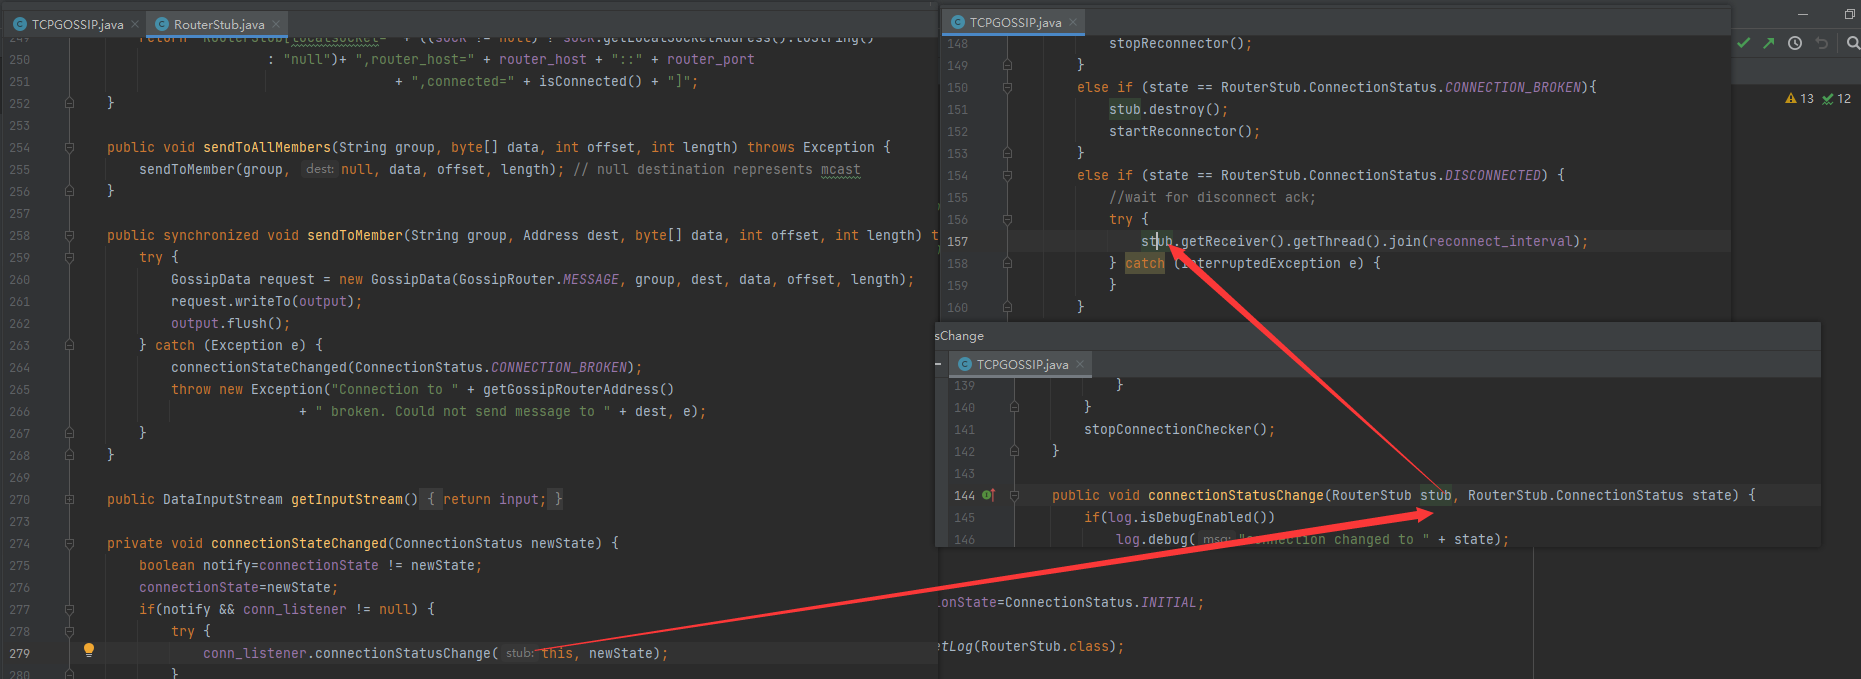 TCPGOSSIP.java
RouterStub.java
249 return "RouterStub[localsocket=" + ((sock != null) ? sock.getLocalSocketAddress().toString()
250 : "null")+ ",router_host=" + router_host + "::" + router_port
251 + ",connected=" + isConnected() + "]";
252 }
253
254 public void sendToAllMembers(String group, byte[] data, int offset, int length) throws Exception {
255 sendToMember(group, dest: null, data, offset, length); // null destination represents mcast
256 }
257
258 public synchronized void sendToMember(String group, Address dest, byte[] data, int offset, int length) t
259 try {
260 GossipData request = new GossipData(GossipRouter.MESSAGE, group, dest, data, offset, length);
261 request.writeTo(output);
262 output.flush();
263 } catch (Exception e) {
264 connectionStateChanged(ConnectionStatus.CONNECTION_BROKEN);
265 throw new Exception("Connection to " + getGossipRouterAddress()
266 + " broken. Could not send message to " + dest, e);
267 }
268 }
269
270 public DataInputStream getInputStream() { return input; }
273
274 private void connectionStateChanged(ConnectionStatus newState) {
275 boolean notify=connectionState != newState;
276 connectionState=newState;
277 if(notify && conn_listener != null) {
278 try {
279 conn_listener.connectionStatusChange( stub: this, newState);
280 }
TCPGOSSIP.java
148 stopReconnector();
149 }
150 else if (state == RouterStub.ConnectionStatus.CONNECTION_BROKEN){
151 stub.destroy();
152 startReconnector();
153 }
154 else if (state == RouterStub.ConnectionStatus.DISCONNECTED) {
155 //wait for disconnect ack;
156 try {
157 stub.getReceiver().getThread().join(reconnect_interval);
158 } catch (InterruptedException e) {
159 }
160 }
13 12
sChange
TCPGOSSIP.java
139 }
140 }
141 stopConnectionChecker();
142 }
143
144 public void connectionStatusChange(RouterStub stub, RouterStub.ConnectionStatus state) {
145 if(log.isDebugEnabled())
146 log.debug( msg: "connection changed to " + state);
ionState=ConnectionStatus.INITIAL;
etLog(RouterStub.class);